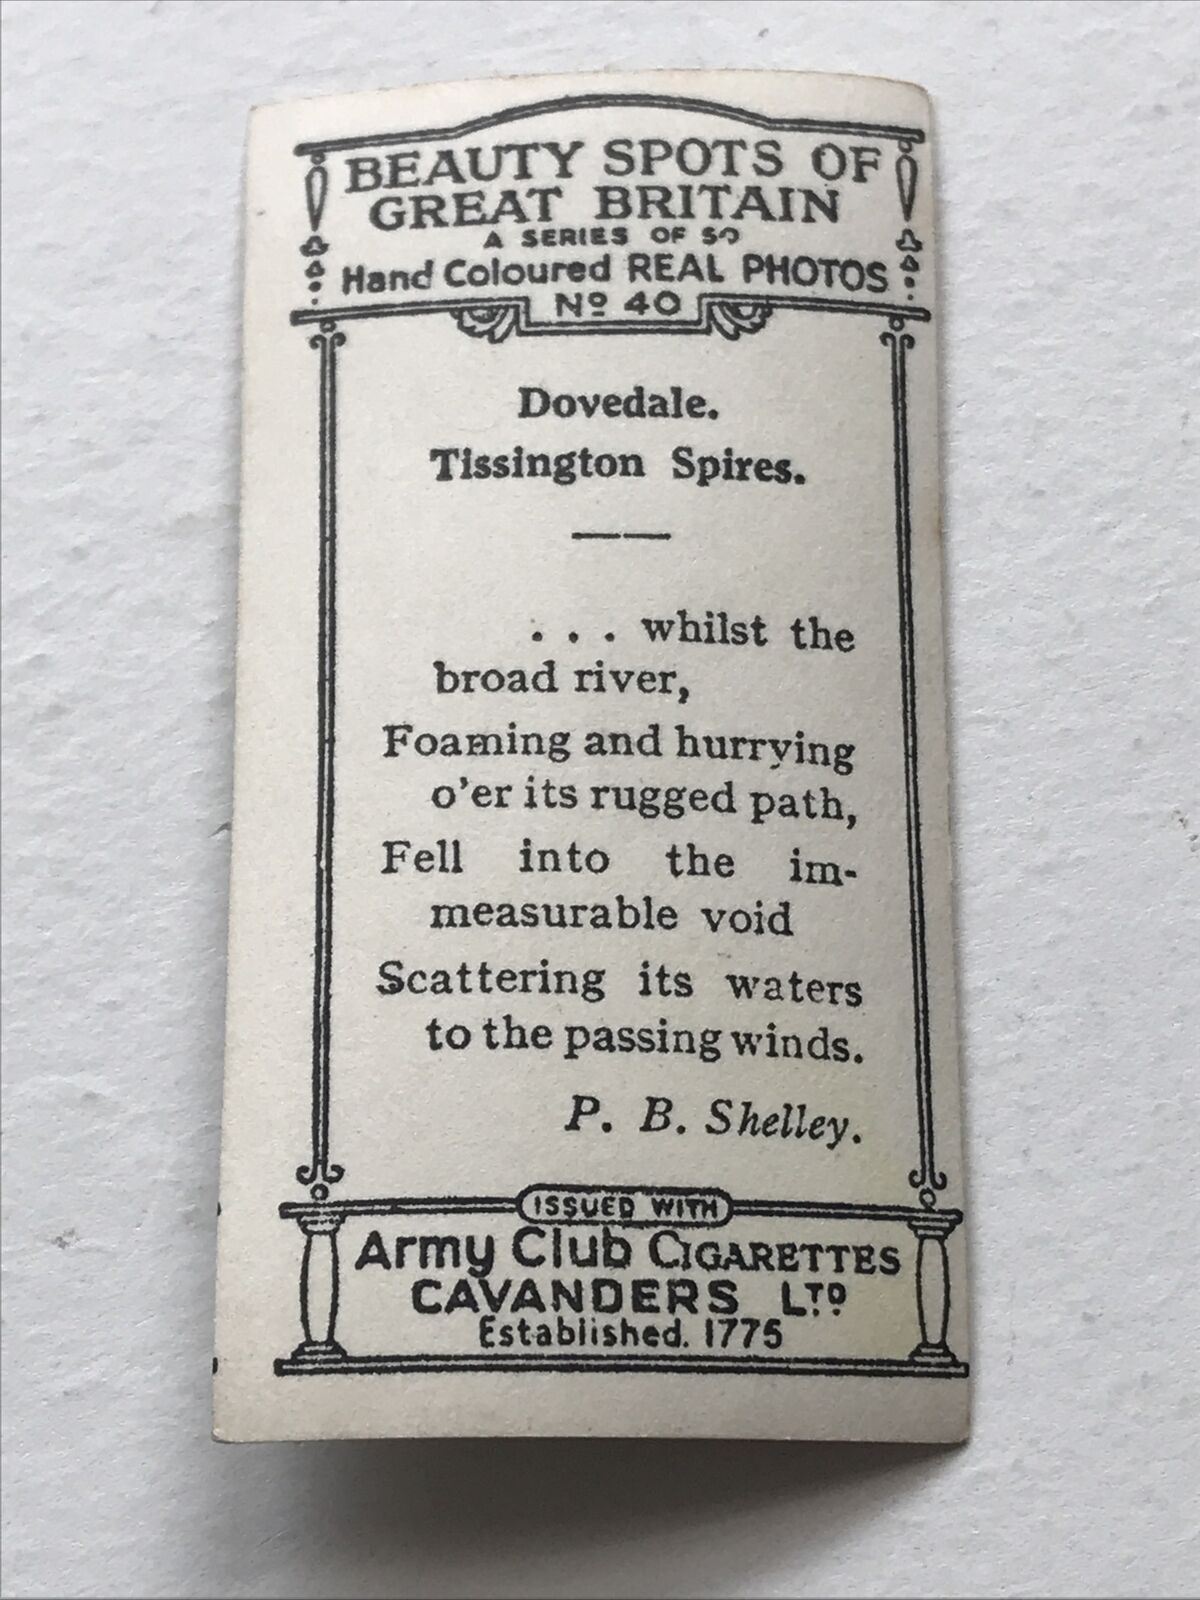 BEAUTY SPOTS OF
GREAT BRITAIN
A SERIES OF 50
Hand Coloured REAL PHOTOS
Nº 40
Dovedale.
Tissington Spires.
. . . whilst the
broad river,
Foaming and hurrying
o'er its rugged path,
Fell into the im-
measurable void
Scattering its waters
to the passing winds.
P. B. Shelley.
ISSUED WITH
Army Club CIGARETTES
CAVANDERS LTD
Established. 1775